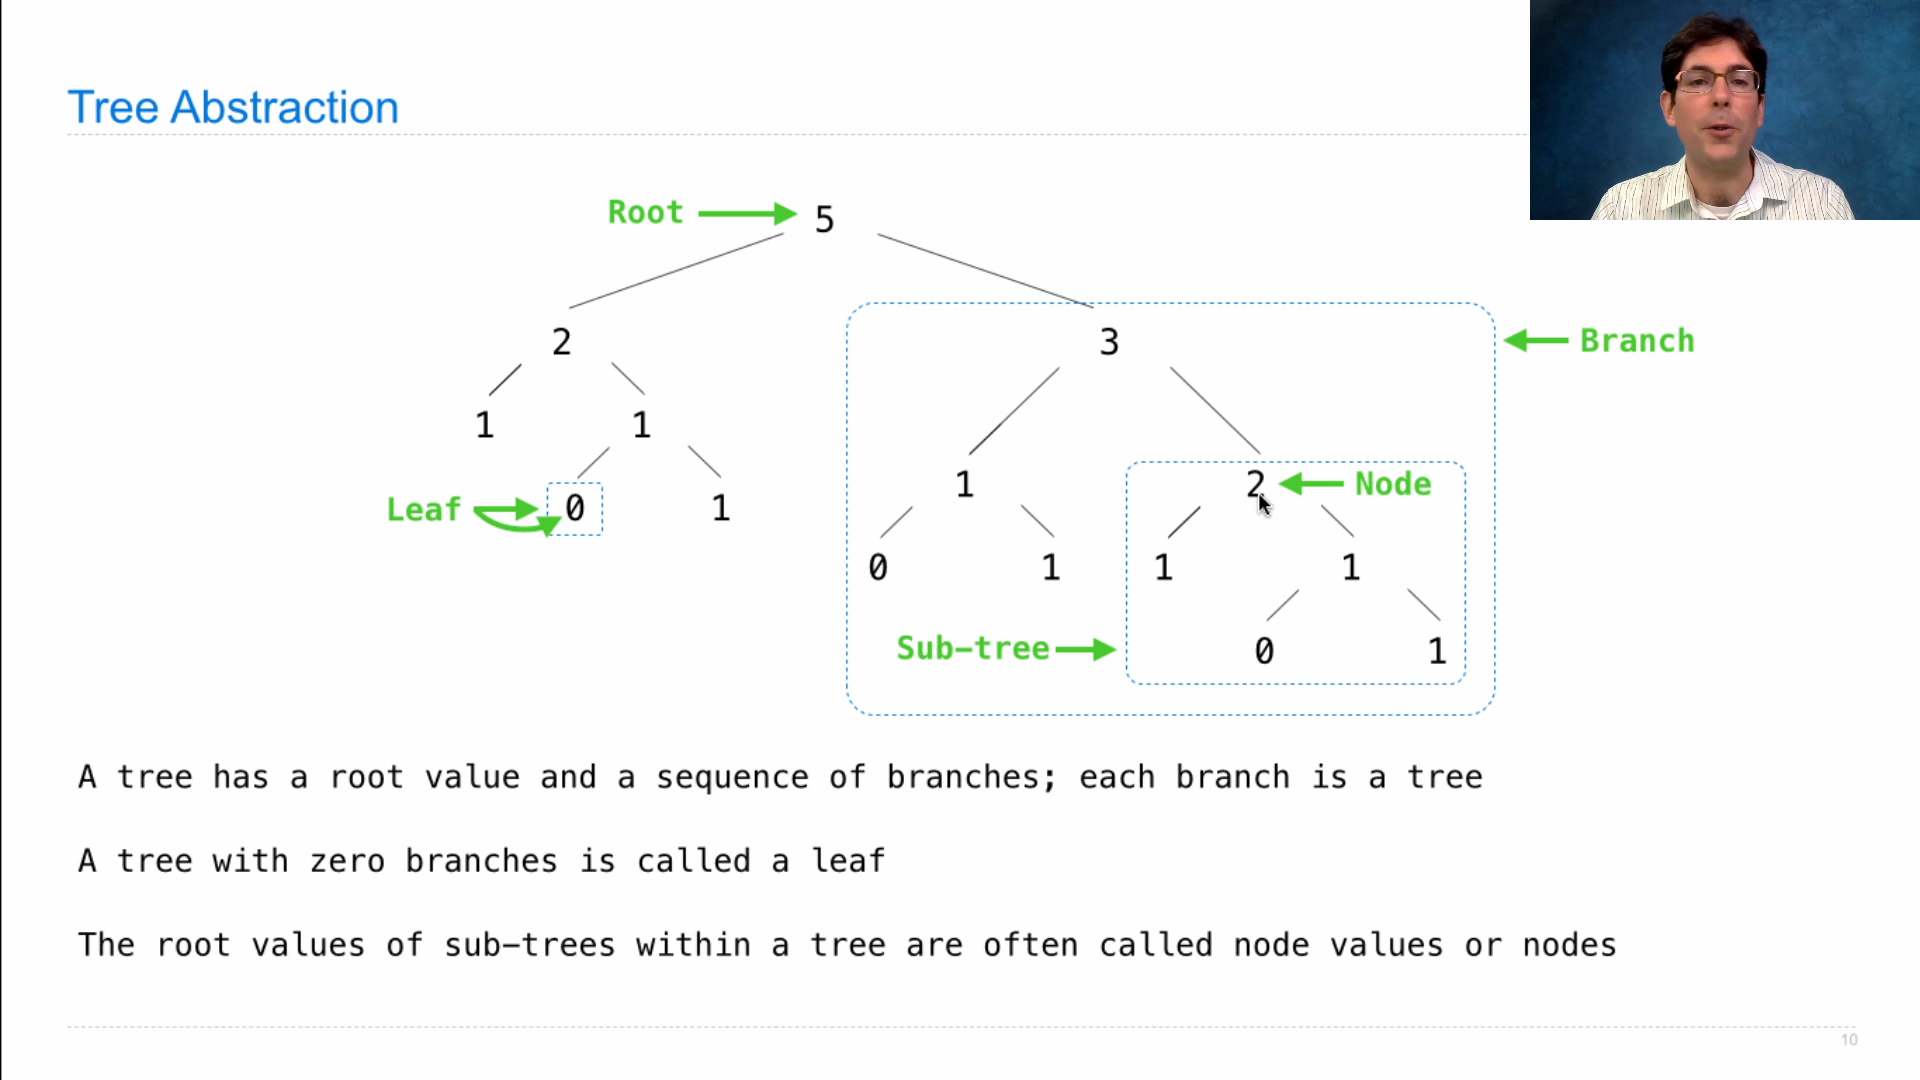 Tree Abstraction
Root 5
2 3 Branch
1 1
1 2 Node
Leaf 0 1
0 1 1 1
Sub-tree 0 1
A tree has a root value and a sequence of branches; each branch is a tree
A tree with zero branches is called a leaf
The root values of sub-trees within a tree are often called node values or nodes
10